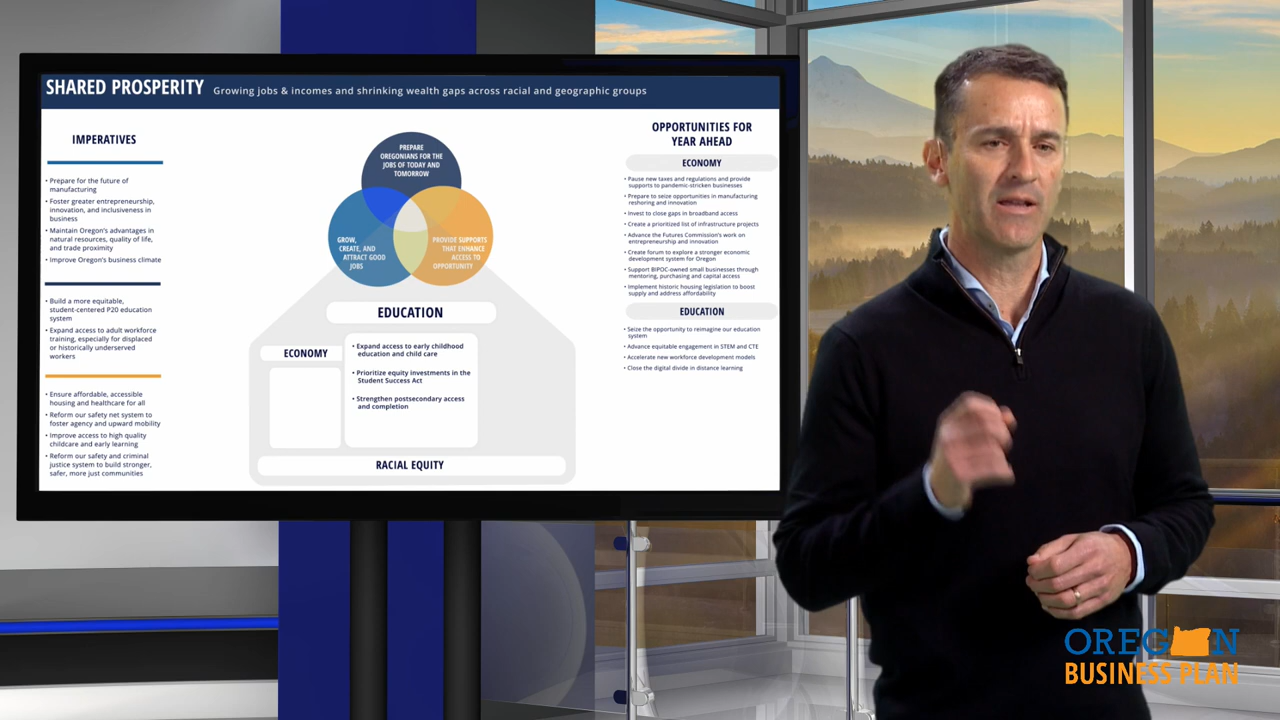 SHARED PROSPERITY Growing jobs & incomes and shrinking wealth gaps across racial and geographic groups
IMPERATIVES
• Prepare for the future of
manufacturing
• Foster greater entrepreneurship,
innovation, and inclusiveness in
business
• Maintain Oregon's advantages in
natural resources, quality of life,
and trade proximity
• Improve Oregon's business climate
• Build a more equitable,
student-centered P20 education
system
• Expand access to adult workforce
training, especially for displaced
or historically underserved
workers
• Ensure affordable, accessible
housing and healthcare for all
• Reform our safety net system to
foster agency and upward mobility
• Improve access to high quality
childcare and early learning
• Reform our safety and criminal
justice system to build stronger,
safer, more just communities
PREPARE
OREGONIANS FOR THE
JOBS OF TODAY AND
TOMORROW
GROW,
CREATE, AND
ATTRACT GOOD
JOBS
PROVIDE SUPPORTS
THAT ENHANCE
ACCESS TO
OPPORTUNITY
EDUCATION
ECONOMY
• Expand access to early childhood
education and child care
• Prioritize equity investments in the
Student Success Act
• Strengthen postsecondary access
and completion
RACIAL EQUITY
OPPORTUNITIES FOR
YEAR AHEAD
ECONOMY
• Pause new taxes and regulations and provide
supports to pandemic-stricken businesses
• Prepare to seize opportunities in manufacturing
reshoring and innovation
• Invest to close gaps in broadband access
• Create a prioritized list of infrastructure projects
• Advance the Futures Commission's work on
entrepreneurship and innovation
• Create forum to explore a stronger economic
development system for Oregon
• Support BIPOC-owned small businesses through
mentoring, purchasing and capital access
• Implement historic housing legislation to boost
supply and address affordability
EDUCATION
• Seize the opportunity to reimagine our education
system
• Advance equitable engagement in STEM and CTE
• Accelerate new workforce development models
• Close the digital divide in distance learning
OREGON
BUSINESS PLAN